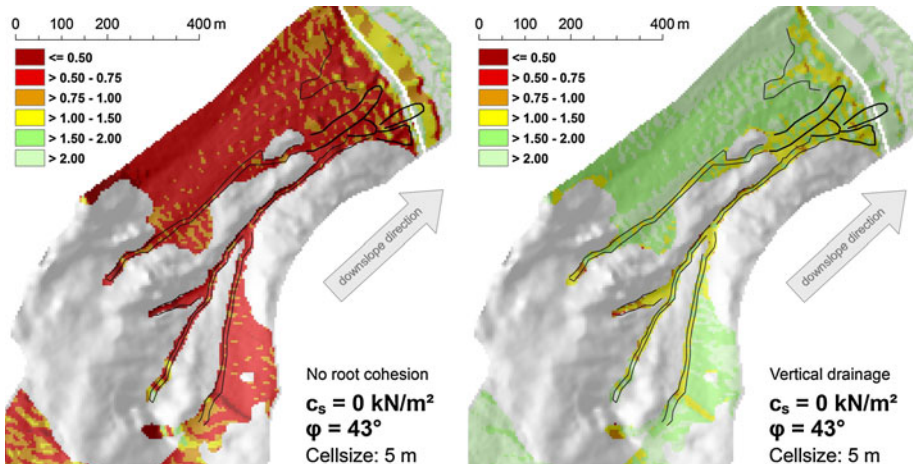 0 100 200 400 m
<= 0.50
> 0.50 - 0.75
> 0.75 - 1.00
> 1.00 - 1.50
> 1.50 - 2.00
> 2.00
downslope direction
No root cohesion
cs = 0 kN/m²
φ = 43°
Cellsize: 5 m
0 100 200 400 m
<= 0.50
> 0.50 - 0.75
> 0.75 - 1.00
> 1.00 - 1.50
> 1.50 - 2.00
> 2.00
downslope direction
Vertical drainage
cs = 0 kN/m²
φ = 43°
Cellsize: 5 m